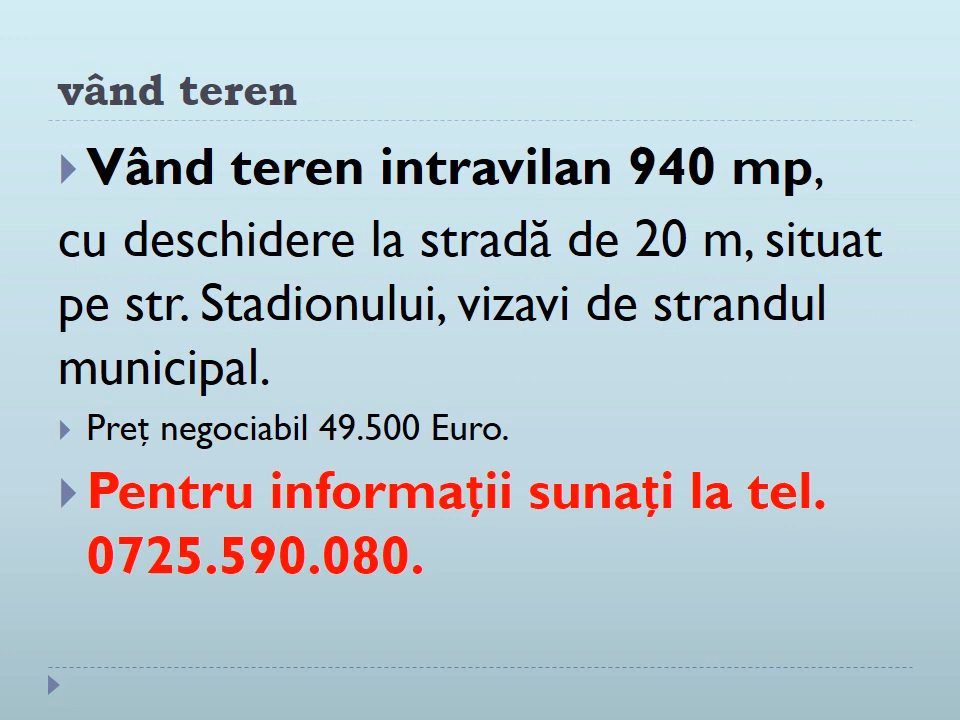 vând teren
Vând teren intravilan 940 mp,
cu deschidere la stradă de 20 m, situat
pe str. Stadionului, vizavi de strandul
municipal.
Preț negociabil 49.500 Euro.
Pentru informații sunați la tel.
0725.590.080.